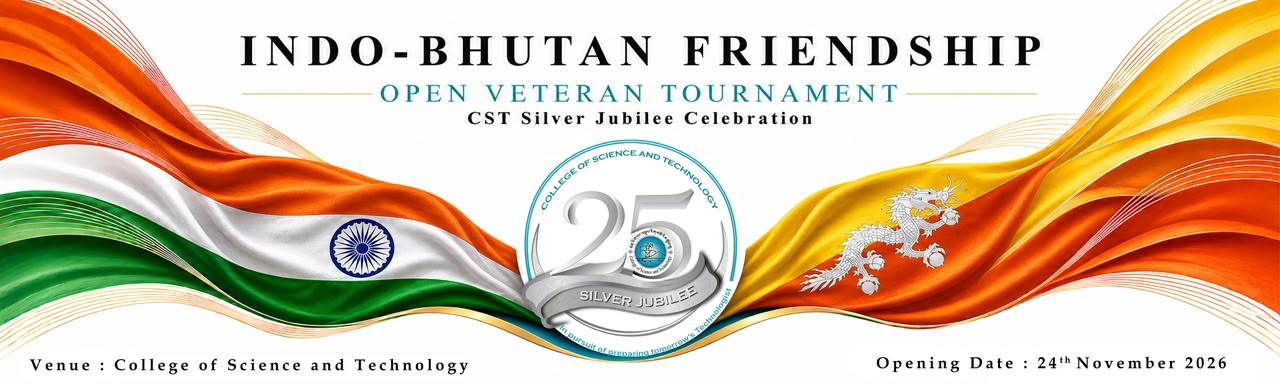 INDO-BHUTAN FRIENDSHIP
OPEN VETERAN TOURNAMENT
CST Silver Jubilee Celebration
COLLEGE OF SCIENCE AND TECHNOLOGY
25
SILVER JUBILEE
In pursuit of preparing tomorrow's Technologist
Venue : College of Science and Technology
Opening Date : 24th November 2026